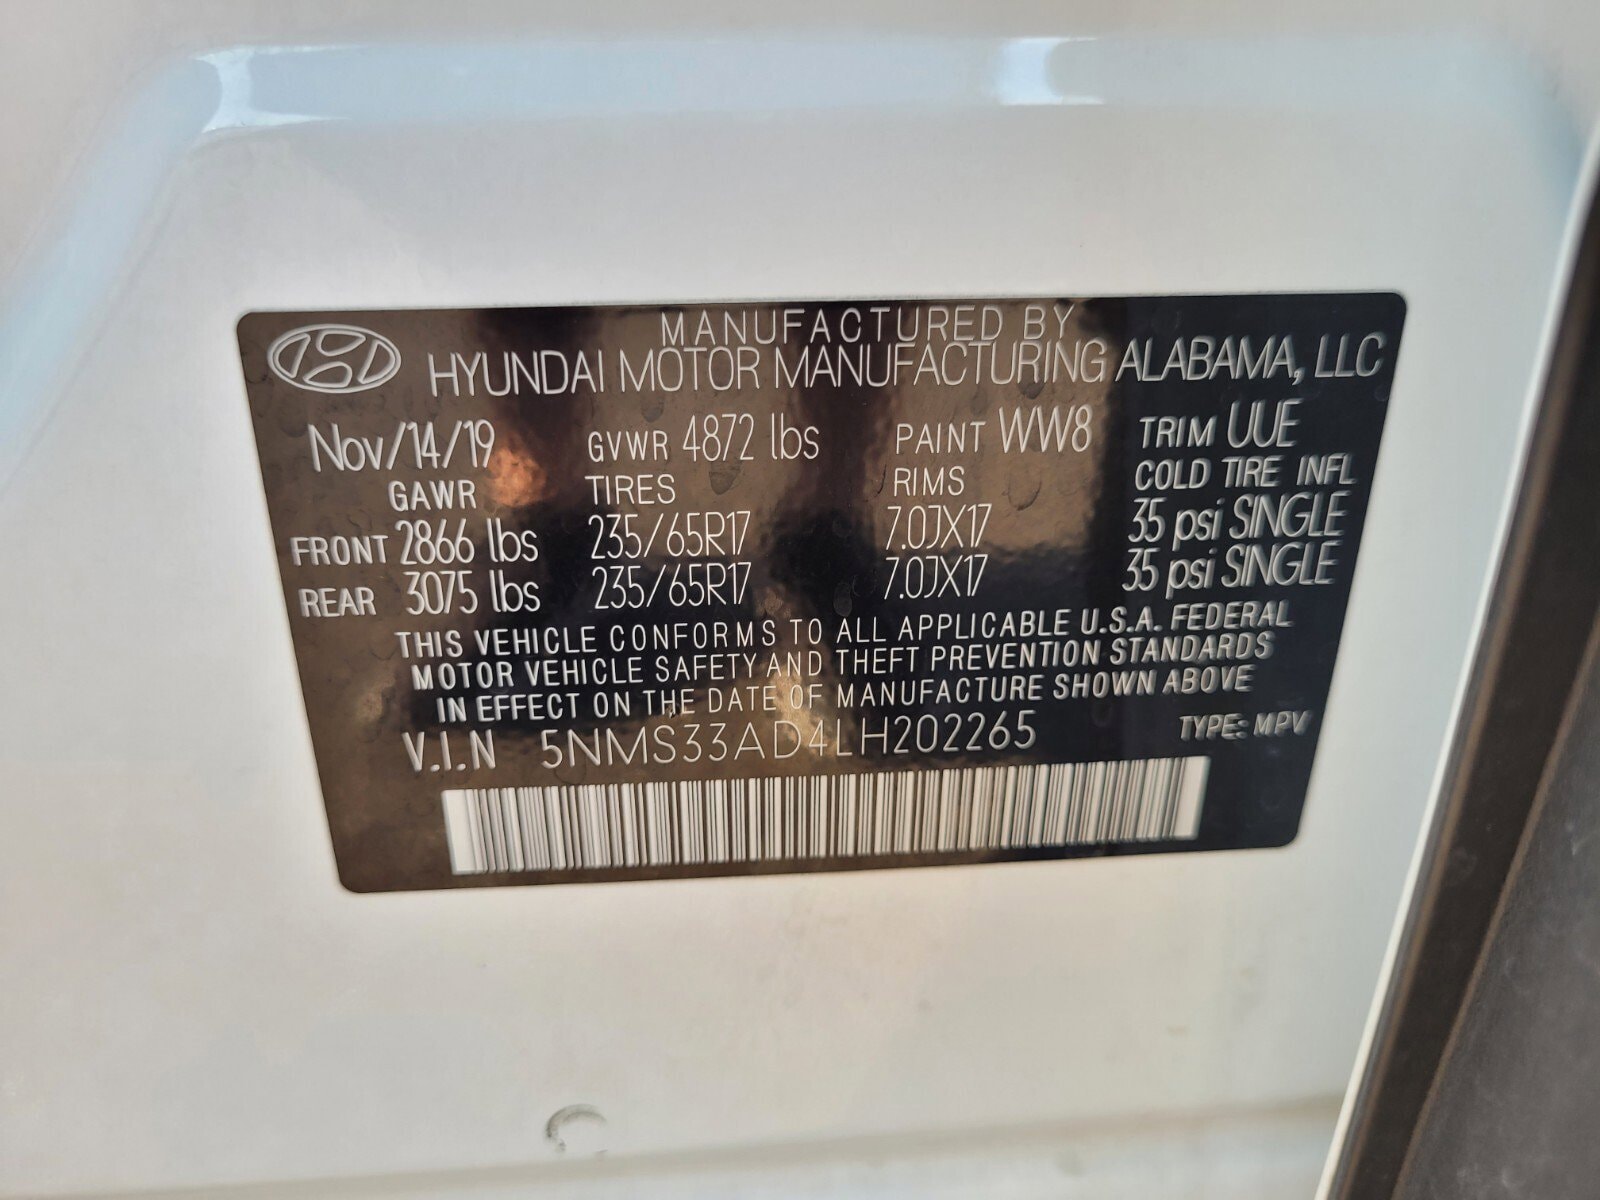 MANUFACTURED BY
HYUNDAI MOTOR MANUFACTURING ALABAMA, LLC
Nov/14/19 GVWR 4872 lbs PAINT WW8 TRIM UUE
GAWR TIRES RIMS COLD TIRE INFL
FRONT 2866 lbs 235/65R17 7.0JX17 35 psi SINGLE
REAR 3075 lbs 235/65R17 7.0JX17 35 psi SINGLE
THIS VEHICLE CONFORMS TO ALL APPLICABLE U.S.A. FEDERAL
MOTOR VEHICLE SAFETY AND THEFT PREVENTION STANDARDS
IN EFFECT ON THE DATE OF MANUFACTURE SHOWN ABOVE
V.I.N 5NMS33AD4LH202265 TYPE: MPV